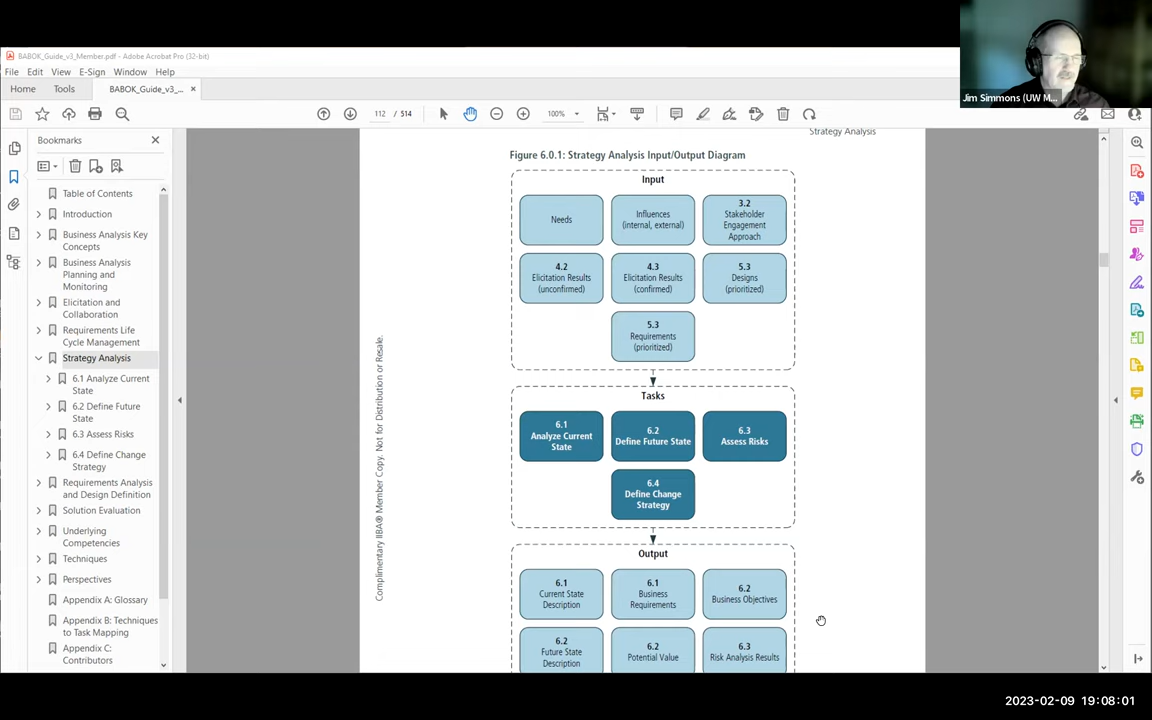 BABOK_Guide_v3_Member.pdf - Adobe Acrobat Pro (32-bit)
File Edit View E-Sign Window Help
Home Tools BABOK_Guide_v3_... ×
112 / 514 100%
Bookmarks
Table of Contents
Introduction
Business Analysis Key
Concepts
Business Analysis
Planning and
Monitoring
Elicitation and
Collaboration
Requirements Life
Cycle Management
Strategy Analysis
6.1 Analyze Current
State
6.2 Define Future
State
6.3 Assess Risks
6.4 Define Change
Strategy
Requirements Analysis
and Design Definition
Solution Evaluation
Underlying
Competencies
Techniques
Perspectives
Appendix A: Glossary
Appendix B: Techniques
to Task Mapping
Appendix C:
Contributors
Complimentary IIBA® Member Copy. Not for Distribution or Resale.
Strategy Analysis
Figure 6.0.1: Strategy Analysis Input/Output Diagram
Input
Needs
Influences
(internal, external)
3.2
Stakeholder
Engagement
Approach
4.2
Elicitation Results
(unconfirmed)
4.3
Elicitation Results
(confirmed)
5.3
Designs
(prioritized)
5.3
Requirements
(prioritized)
Tasks
6.1
Analyze Current
State
6.2
Define Future State
6.3
Assess Risks
6.4
Define Change
Strategy
Output
6.1
Current State
Description
6.1
Business
Requirements
6.2
Business Objectives
6.2
Future State
Description
6.2
Potential Value
6.3
Risk Analysis Results
Jim Simmons (UW M...
2023-02-09 19:08:01